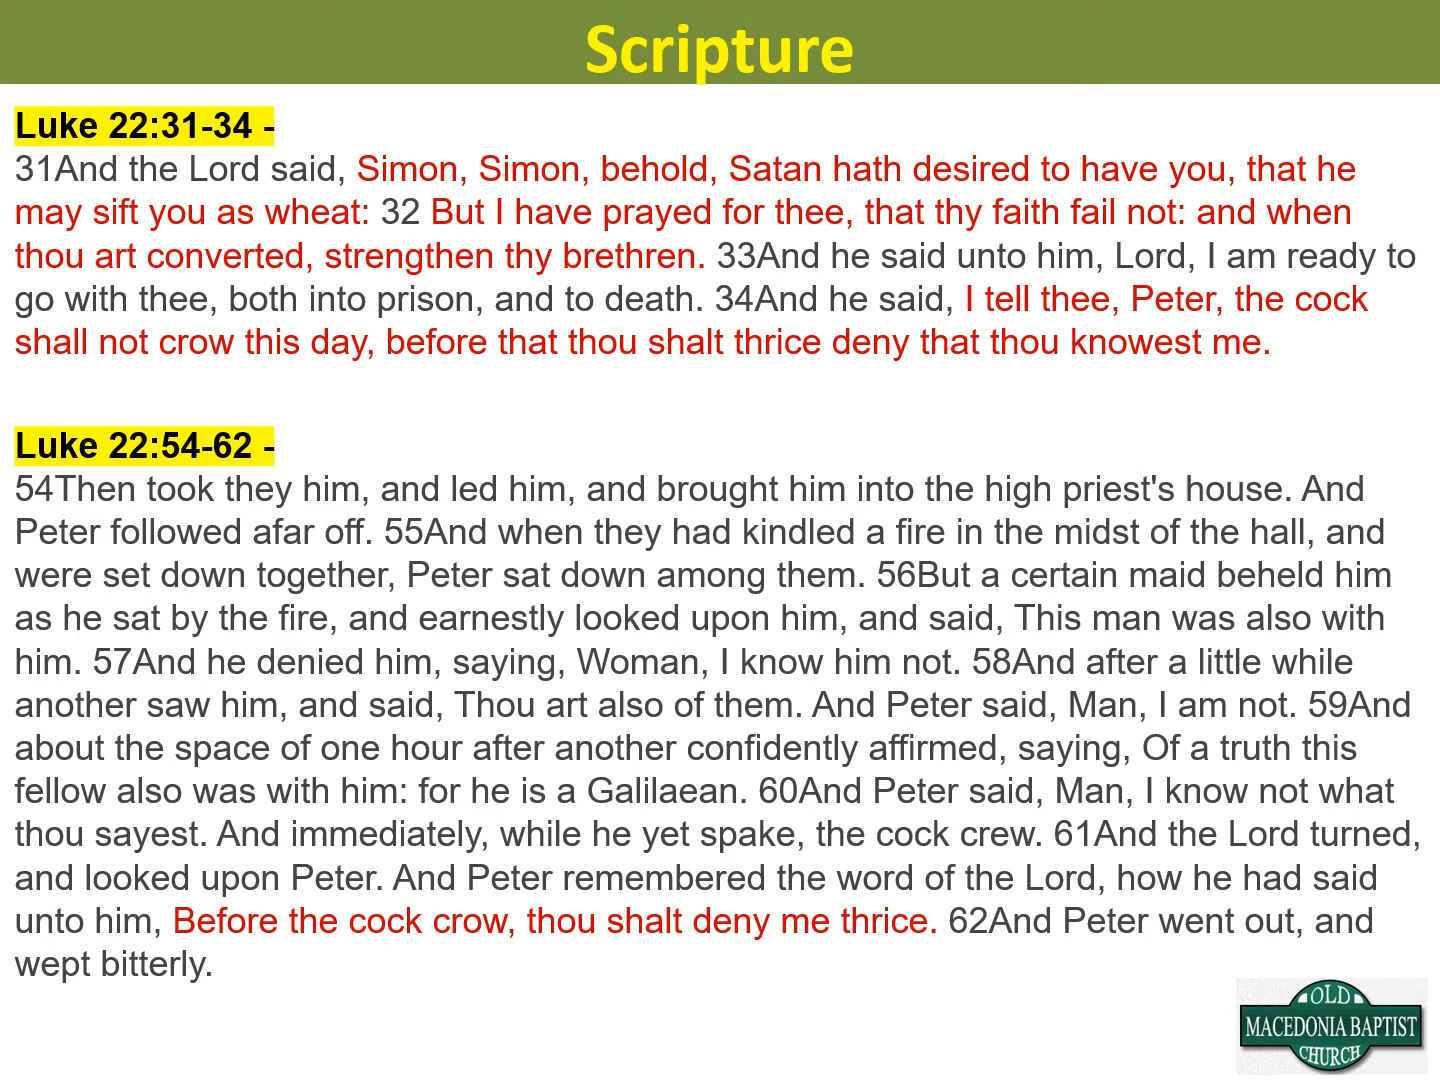 Scripture
Luke 22:31-34 -
31And the Lord said, Simon, Simon, behold, Satan hath desired to have you, that he
may sift you as wheat: 32 But I have prayed for thee, that thy faith fail not: and when
thou art converted, strengthen thy brethren. 33And he said unto him, Lord, I am ready to
go with thee, both into prison, and to death. 34And he said, I tell thee, Peter, the cock
shall not crow this day, before that thou shalt thrice deny that thou knowest me.
Luke 22:54-62 -
54Then took they him, and led him, and brought him into the high priest's house. And
Peter followed afar off. 55And when they had kindled a fire in the midst of the hall, and
were set down together, Peter sat down among them. 56But a certain maid beheld him
as he sat by the fire, and earnestly looked upon him, and said, This man was also with
him. 57And he denied him, saying, Woman, I know him not. 58And after a little while
another saw him, and said, Thou art also of them. And Peter said, Man, I am not. 59And
about the space of one hour after another confidently affirmed, saying, Of a truth this
fellow also was with him: for he is a Galilaean. 60And Peter said, Man, I know not what
thou sayest. And immediately, while he yet spake, the cock crew. 61And the Lord turned,
and looked upon Peter. And Peter remembered the word of the Lord, how he had said
unto him, Before the cock crow, thou shalt deny me thrice. 62And Peter went out, and
wept bitterly.
OLD
MACEDONIA BAPTIST
CHURCH